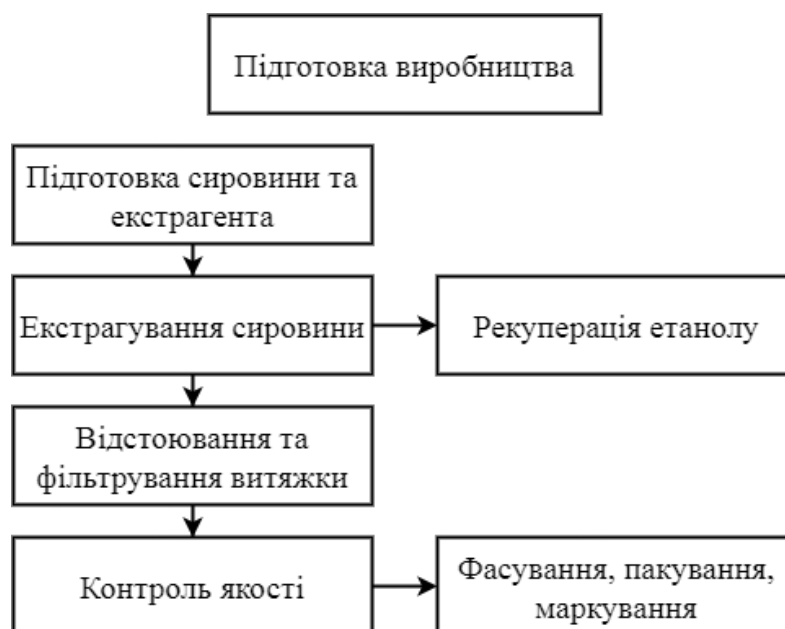 Підготовка виробництва
Підготовка сировини та
екстрагента
Екстрагування сировини
Рекуперація етанолу
Відстоювання та
фільтрування витяжки
Контроль якості
Фасування, пакування,
маркування